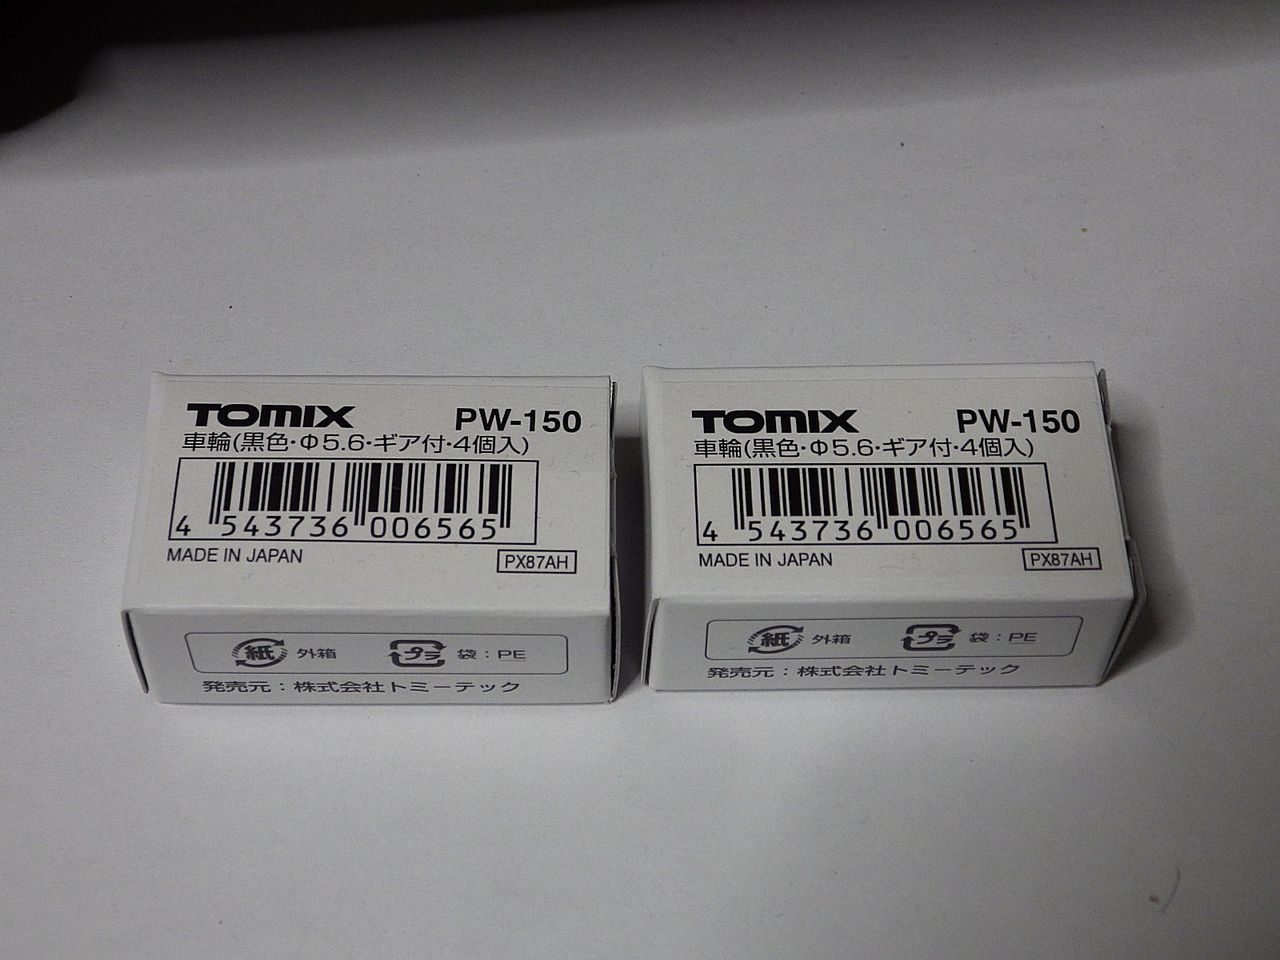 TOMIX PW-150
車輪(黒色・Φ5.6・ギア付・4個入)
4 543736 006565
MADE IN JAPAN PX87AH
紙 外箱 プラ 袋：PE
発売元：株式会社トミーテック
TOMIX PW-150
車輪(黒色・Φ5.6・ギア付・4個入)
4 543736 006565
MADE IN JAPAN PX87AH
紙 外箱 プラ 袋：PE
発売元：株式会社トミーテック